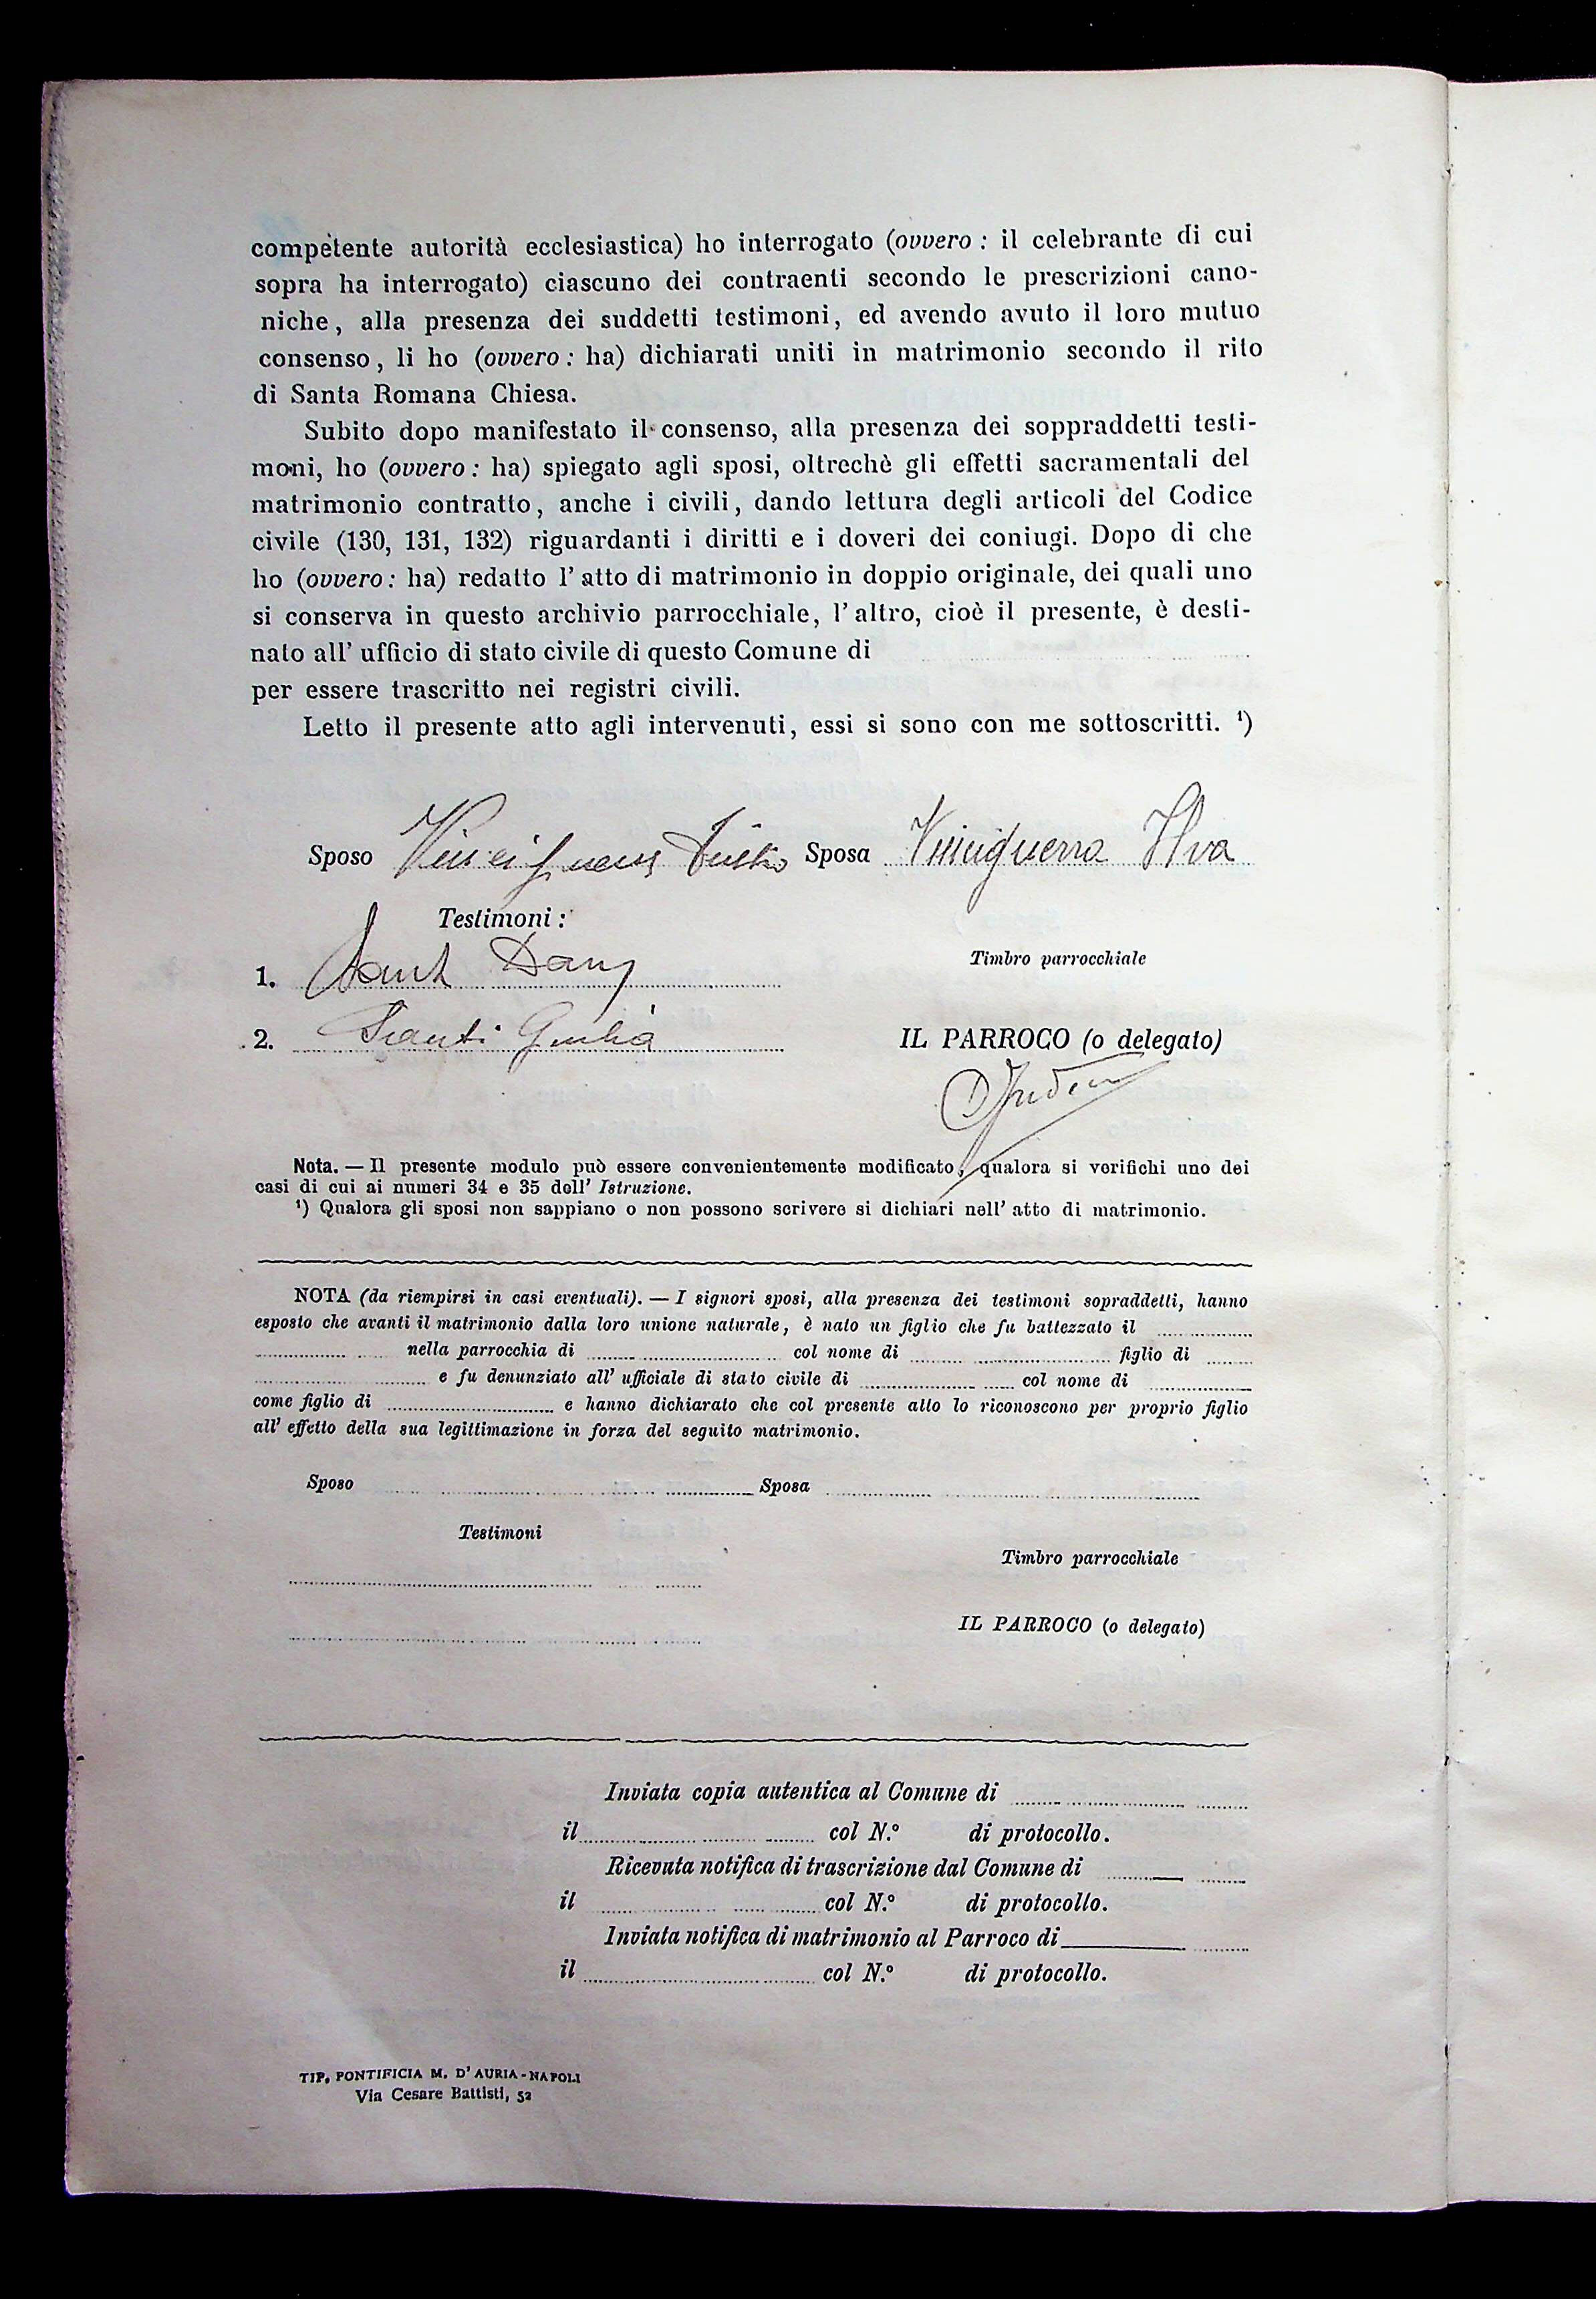 competente autorità ecclesiastica) ho interrogato (ovvero : il celebrante di cui
sopra ha interrogato) ciascuno dei contraenti secondo le prescrizioni cano-
niche, alla presenza dei suddetti testimoni, ed avendo avuto il loro mutuo
consenso, li ho (ovvero : ha) dichiarati uniti in matrimonio secondo il rito
di Santa Romana Chiesa.
Subito dopo manifestato il consenso, alla presenza dei soppraddetti testi-
moni, ho (ovvero : ha) spiegato agli sposi, oltrechè gli effetti sacramentali del
matrimonio contratto, anche i civili, dando lettura degli articoli del Codice
civile (130, 131, 132) riguardanti i diritti e i doveri dei coniugi. Dopo di che
ho (ovvero : ha) redatto l' atto di matrimonio in doppio originale, dei quali uno
si conserva in questo archivio parrocchiale, l' altro, cioè il presente, è desti-
nato all' ufficio di stato civile di questo Comune di
per essere trascritto nei registri civili.
Letto il presente atto agli intervenuti, essi si sono con me sottoscritti. ¹)
Sposo Vinciguerra Sposa Vinciguerra Ilva
Testimoni :
Timbro parrocchiale
1.
2. Santi Giulia
IL PARROCO (o delegato)
Nota. — Il presente modulo può essere convenientemente modificato, qualora si verifichi uno dei
casi di cui ai numeri 34 e 35 dell' Istruzione.
¹) Qualora gli sposi non sappiano o non possono scrivere si dichiari nell' atto di matrimonio.
NOTA (da riempirsi in casi eventuali). — I signori sposi, alla presenza dei testimoni sopraddetti, hanno
esposto che avanti il matrimonio dalla loro unione naturale, è nato un figlio che fu battezzato il
nella parrocchia di col nome di figlio di
e fu denunziato all' ufficiale di stato civile di col nome di
come figlio di e hanno dichiarato che col presente atto lo riconoscono per proprio figlio
all' effetto della sua legittimazione in forza del seguito matrimonio.
Sposo Sposa
Testimoni
Timbro parrocchiale
IL PARROCO (o delegato)
Inviata copia autentica al Comune di
il col N.º di protocollo.
Ricevuta notifica di trascrizione dal Comune di
il col N.º di protocollo.
Inviata notifica di matrimonio al Parroco di
il col N.º di protocollo.
TIP. PONTIFICIA M. D' AURIA - NAPOLI
Via Cesare Battisti, 52